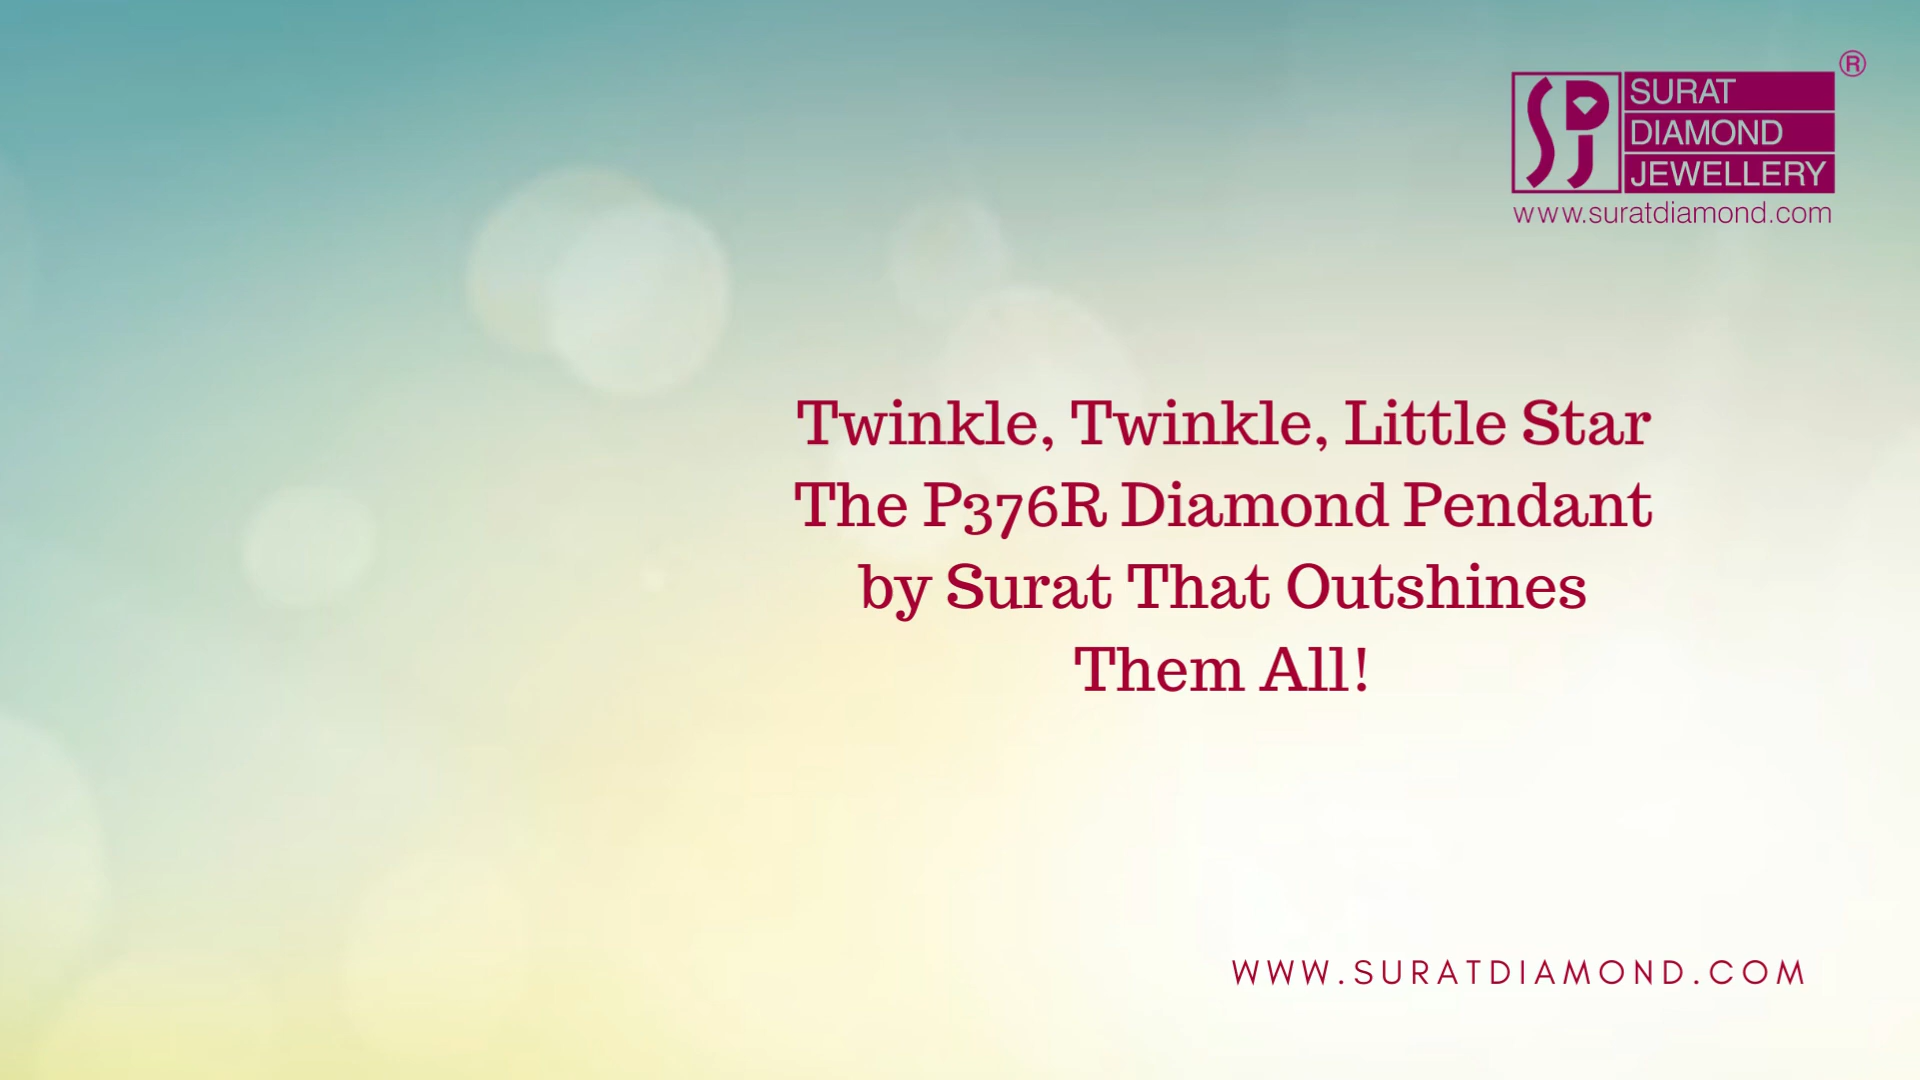 ®
SPJ
SURAT
DIAMOND
JEWELLERY
www.suratdiamond.com
Twinkle, Twinkle, Little Star
The P376R Diamond Pendant
by Surat That Outshines
Them All!
WWW.SURATDIAMOND.COM